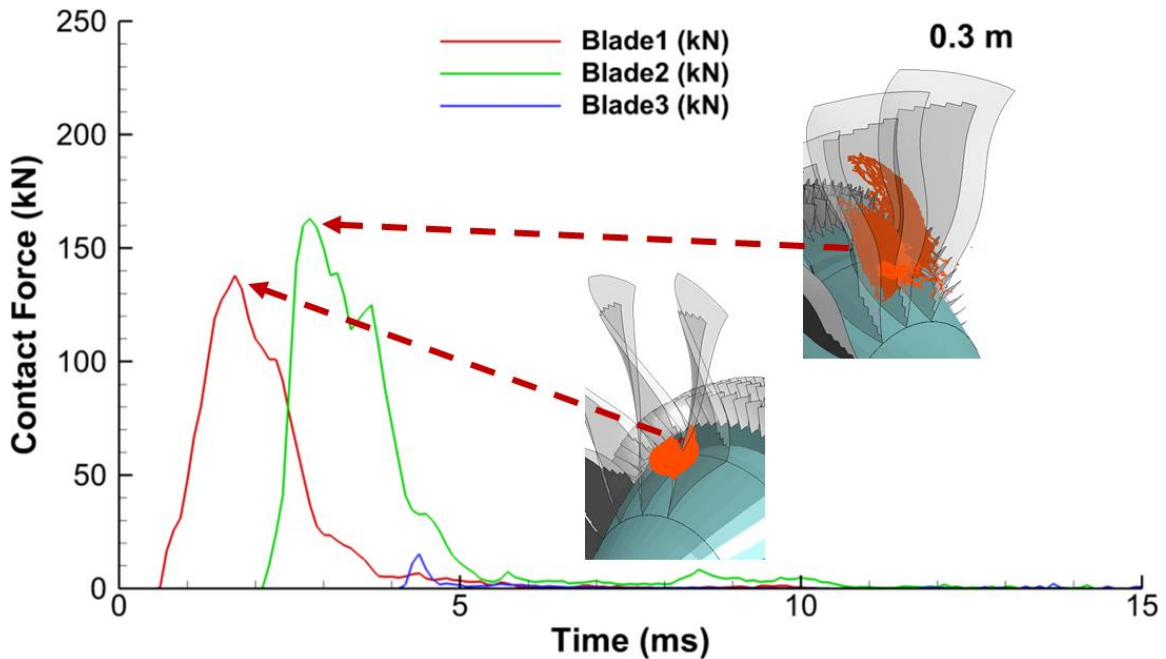 250
200
150
100
50
0
Contact Force (kN)
Blade1 (kN)
Blade2 (kN)
Blade3 (kN)
0.3 m
0
5
10
15
Time (ms)